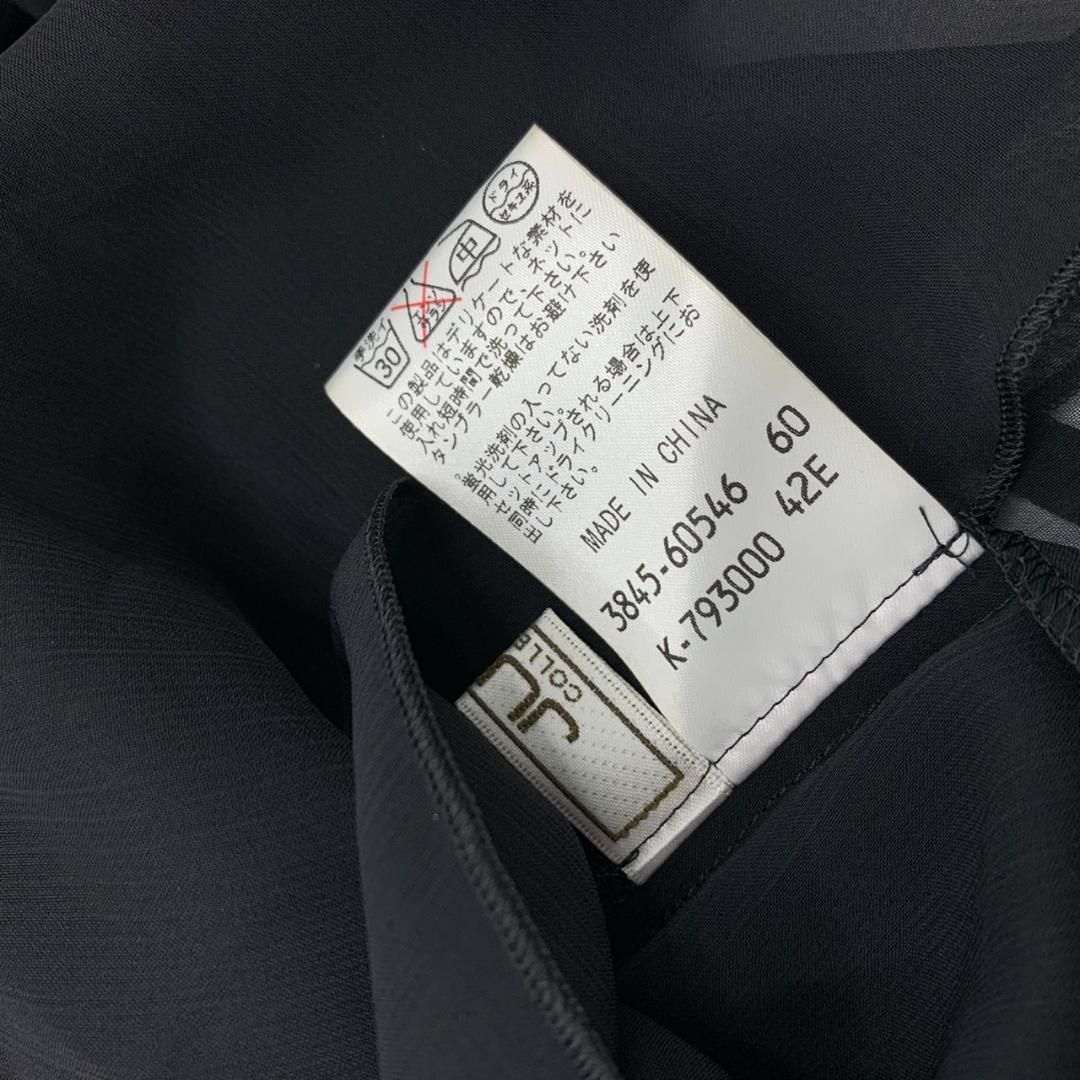 手洗イ
30
エンソ
サラシ
中
ドライ
セキユ系
この製品はデリケートな素材を
使用していますので、ネットに
入れ短時間で洗って下さい。
タンブラー乾燥はお避け下さい
。
蛍光洗剤の入ってない洗剤を使
用して下さい。
セットアップされる場合は上下
同時にドライクリーニングにお
出し下さい。
MADE IN CHINA
3845-60546 60
K-793000 42E
COLL